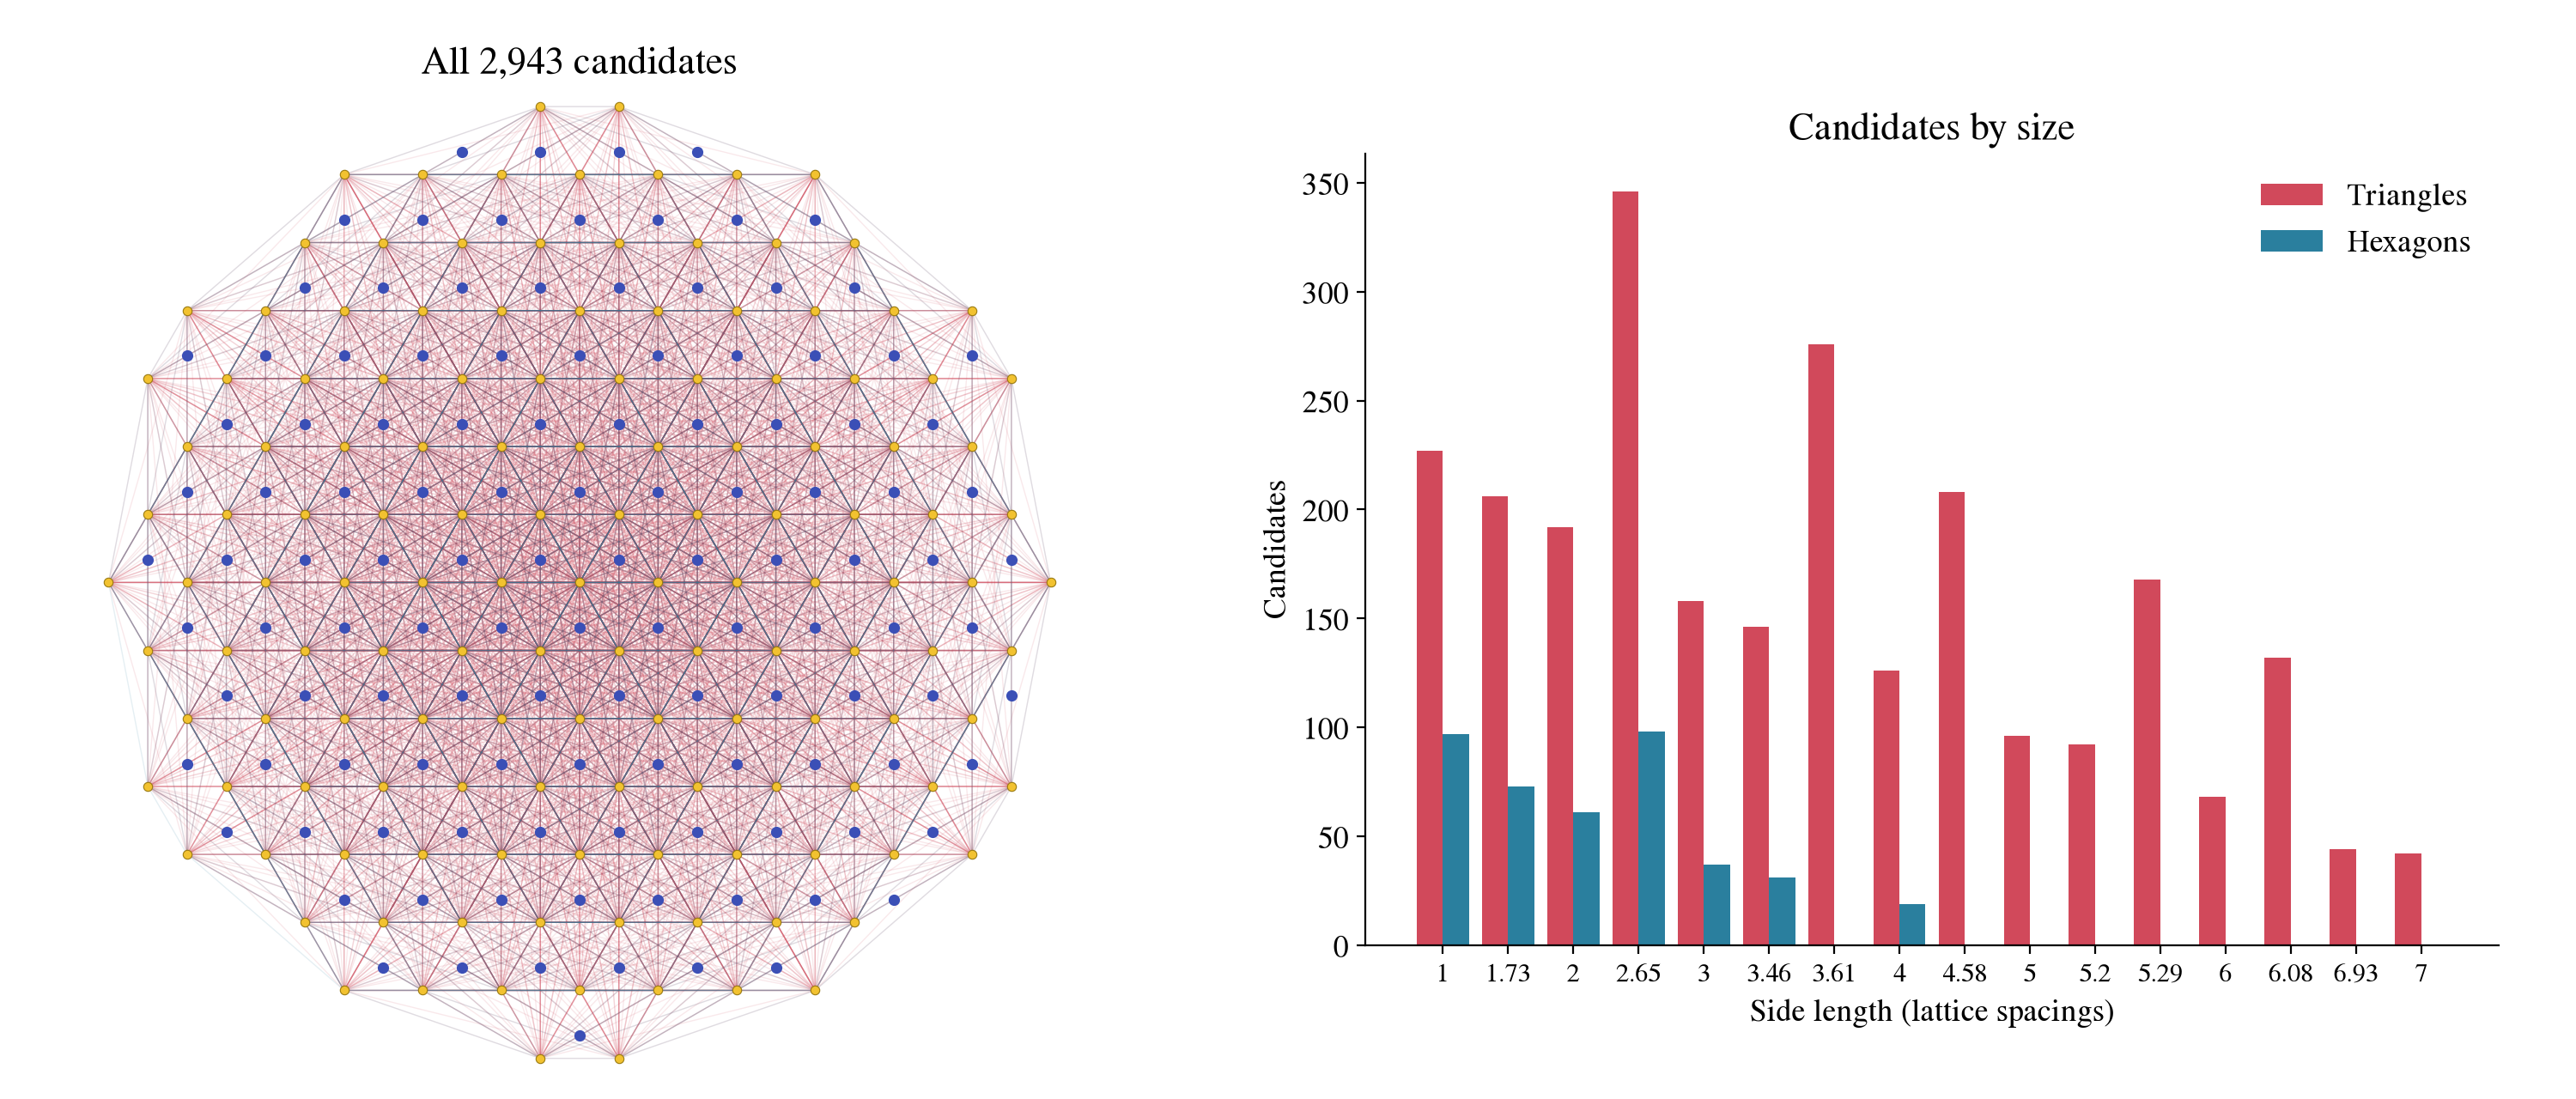 All 2,943 candidates
Candidates by size
Triangles
Hexagons
Candidates
350
300
250
200
150
100
50
0
1 1.73 2 2.65 3 3.46 3.61 4 4.58 5 5.2 5.29 6 6.08 6.93 7
Side length (lattice spacings)